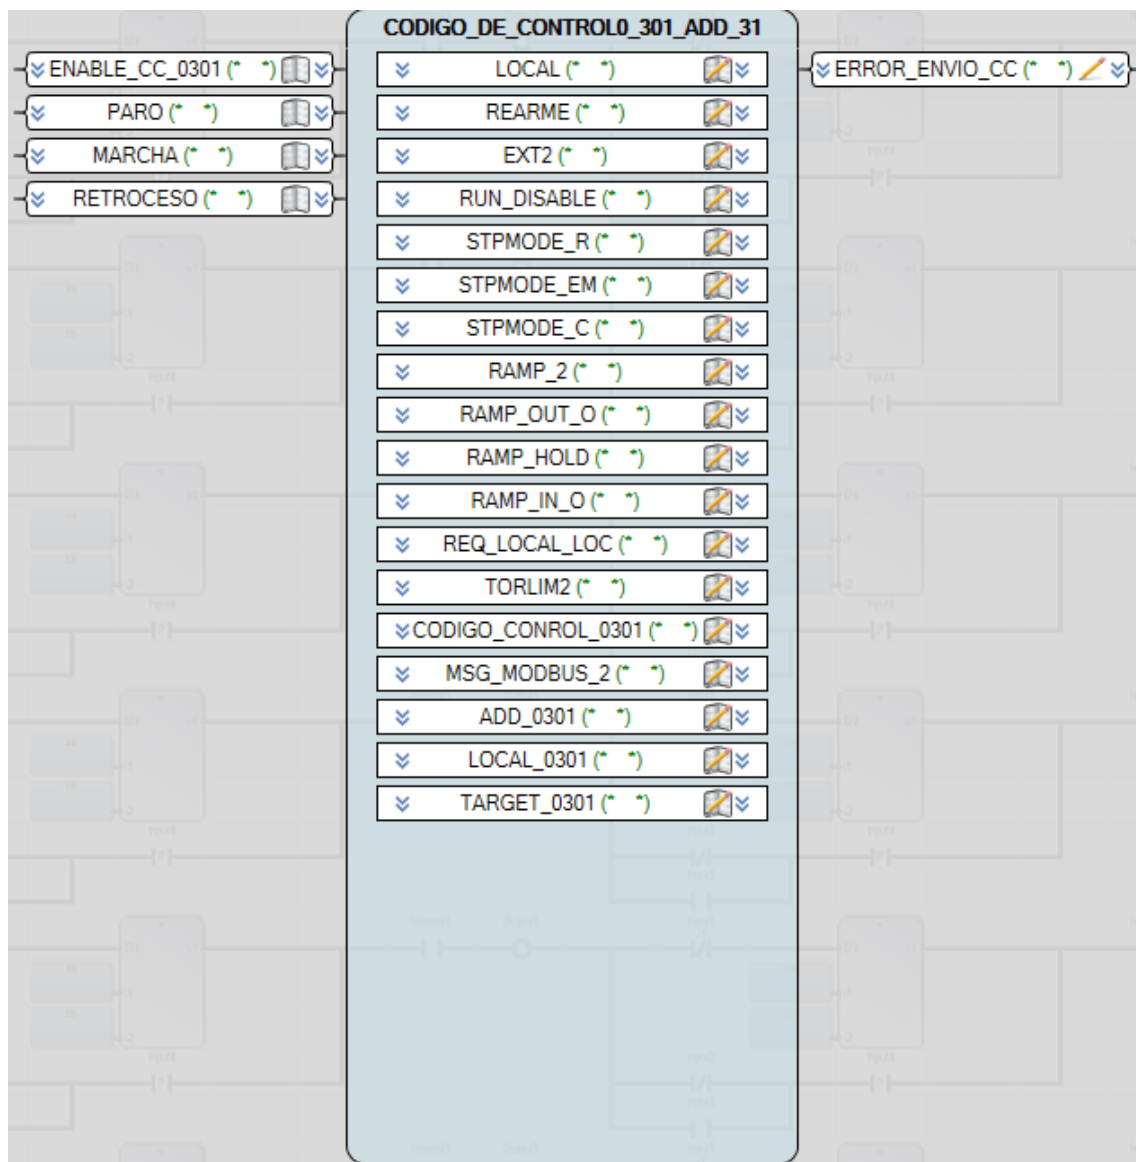 CODIGO_DE_CONTROL0_301_ADD_31
ENABLE_CC_0301 (* *)
PARO (* *)
MARCHA (* *)
RETROCESO (* *)
LOCAL (* *)
REARME (* *)
EXT2 (* *)
RUN_DISABLE (* *)
STPMODE_R (* *)
STPMODE_EM (* *)
STPMODE_C (* *)
RAMP_2 (* *)
RAMP_OUT_O (* *)
RAMP_HOLD (* *)
RAMP_IN_O (* *)
REQ_LOCAL_LOC (* *)
TORLIM2 (* *)
CODIGO_CONROL_0301 (* *)
MSG_MODBUS_2 (* *)
ADD_0301 (* *)
LOCAL_0301 (* *)
TARGET_0301 (* *)
ERROR_ENVIO_CC (* *)